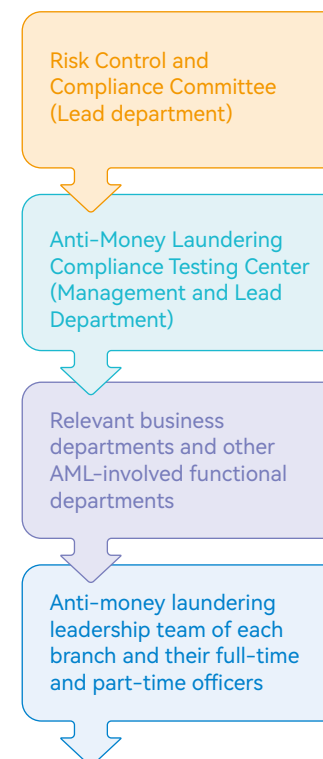 Risk Control and
Compliance Committee
(Lead department)
Anti-Money Laundering
Compliance Testing Center
(Management and Lead
Department)
Relevant business
departments and other
AML-involved functional
departments
Anti-money laundering
leadership team of each
branch and their full-time
and part-time officers